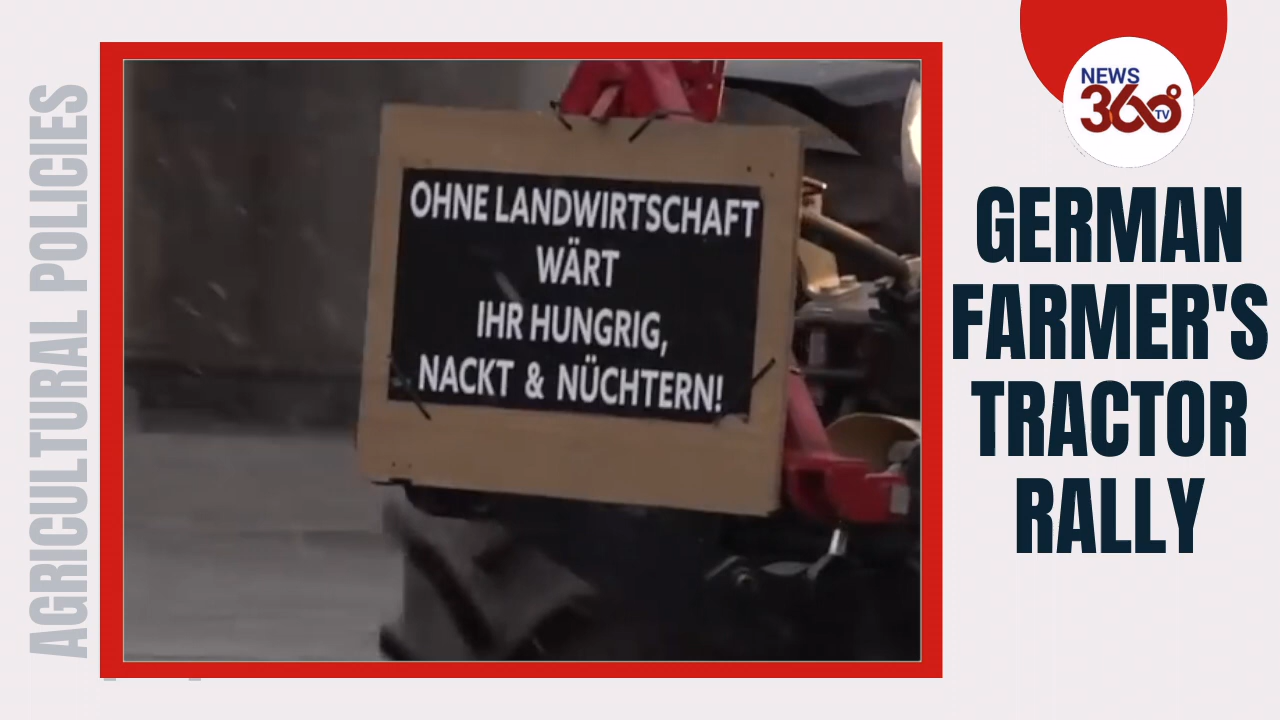 AGRICULTURAL POLICIES
OHNE LANDWIRTSCHAFT
WÄRT
IHR HUNGRIG,
NACKT & NÜCHTERN!
NEWS
360°
TV
GERMAN
FARMER'S
TRACTOR
RALLY